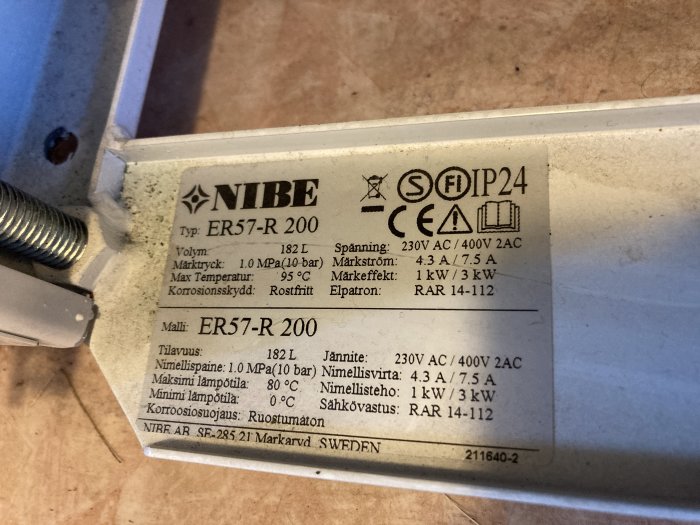 NIBE
S FI IP24
CE
Typ: ER57-R 200
Volym: 182 L Spänning: 230V AC / 400V 2AC
Märktryck: 1.0 MPa(10 bar) Märkström: 4.3 A / 7.5 A
Max Temperatur: 95 °C Märkeffekt: 1 kW / 3 kW
Korrosionsskydd: Rostfritt Elpatron: RAR 14-112
Malli: ER57-R 200
Tilavuus: 182 L Jännite: 230V AC / 400V 2AC
Nimellispaine: 1.0 MPa(10 bar) Nimellisvirta: 4.3 A / 7.5 A
Maksimi lämpötila: 80 °C Nimellisteho: 1 kW / 3 kW
Minimi lämpötila: 0 °C Sähkövastus: RAR 14-112
Korroosiosuojaus: Ruostumaton
NIBE AB, SE-285 21 Markaryd, SWEDEN
211640-2